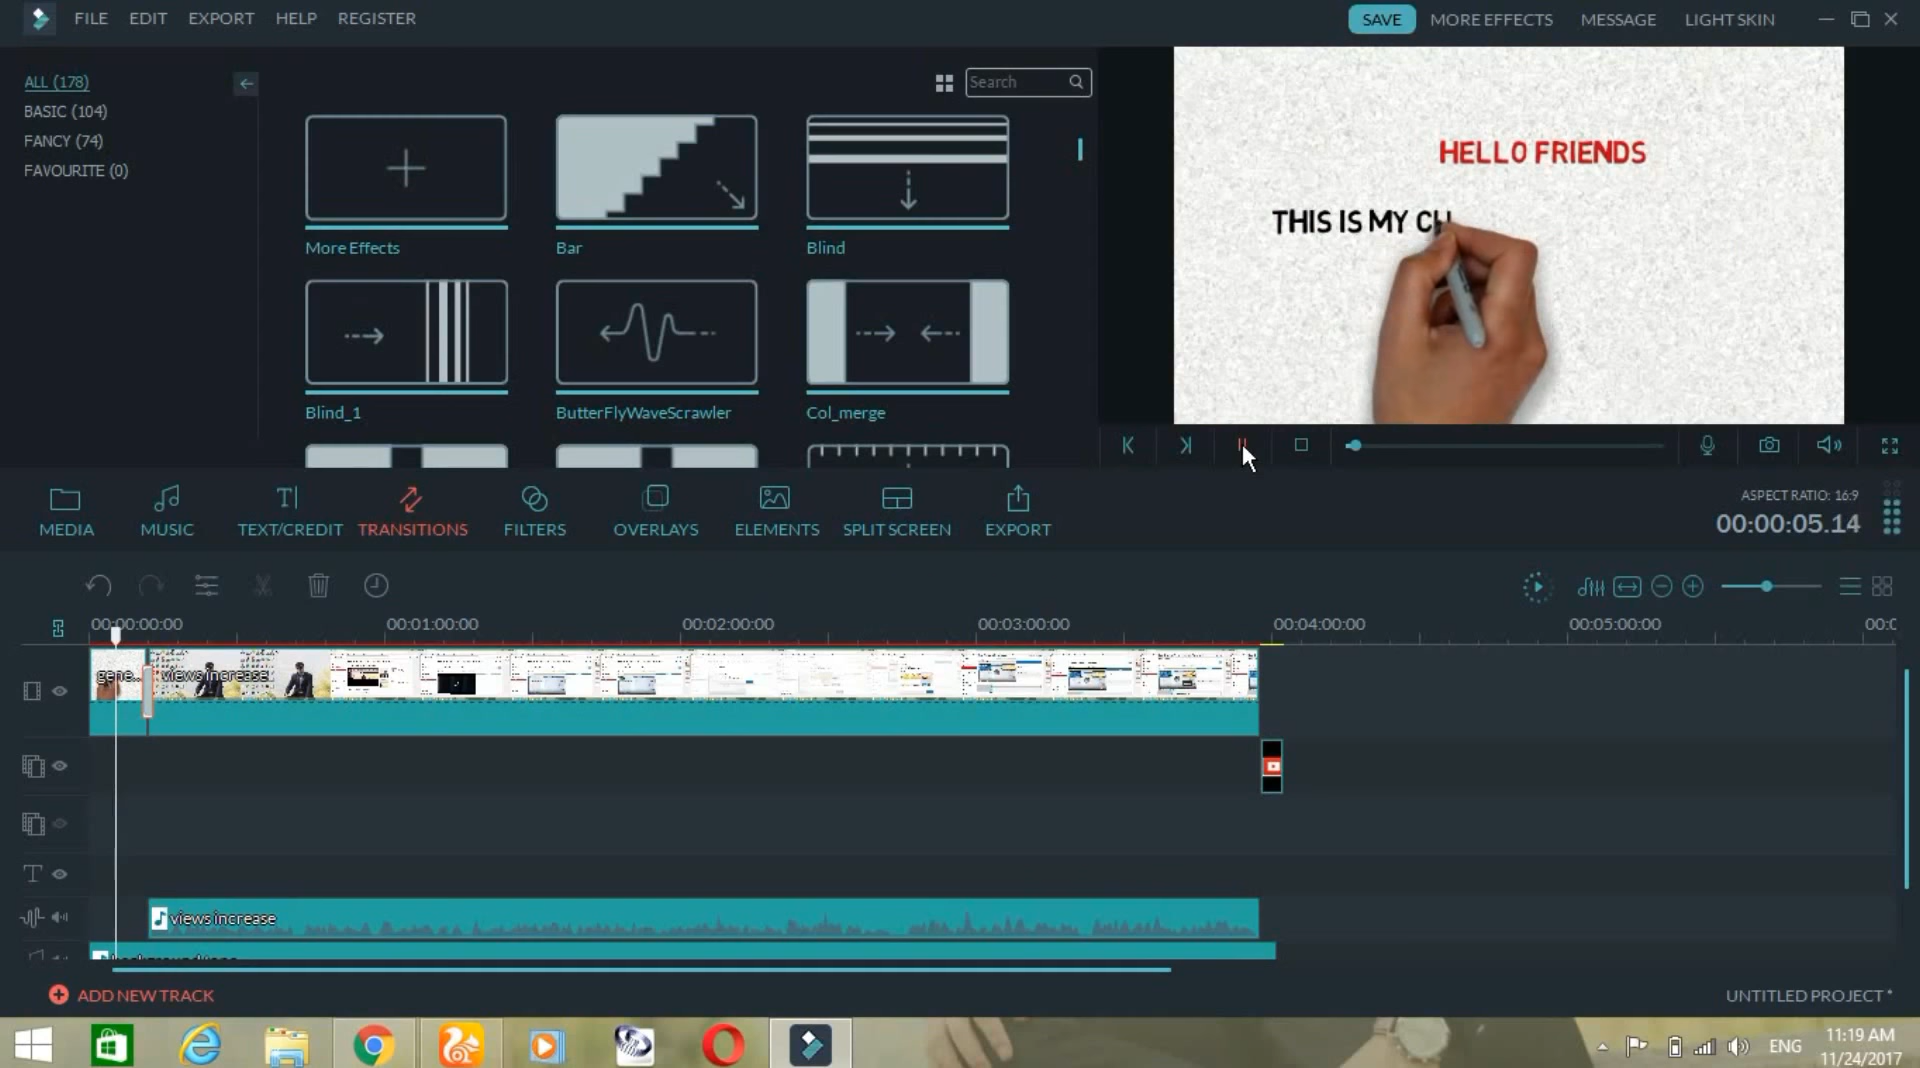 FILE EDIT EXPORT HELP REGISTER
SAVE MORE EFFECTS MESSAGE LIGHT SKIN
ALL (178)
BASIC (104)
FANCY (74)
FAVOURITE (0)
Search
More Effects Bar Blind
Blind_1 ButterFlyWaveScrawler Col_merge
HELLO FRIENDS
THIS IS MY CH
MEDIA MUSIC TEXT/CREDIT TRANSITIONS FILTERS OVERLAYS ELEMENTS SPLIT SCREEN EXPORT
ASPECT RATIO: 16:9
00:00:05.14
00:00:00:00 00:01:00:00 00:02:00:00 00:03:00:00 00:04:00:00 00:05:00:00 00:0
gene... views increase
views increase
ADD NEW TRACK
UNTITLED PROJECT *
ENG
11:19 AM
11/24/2017